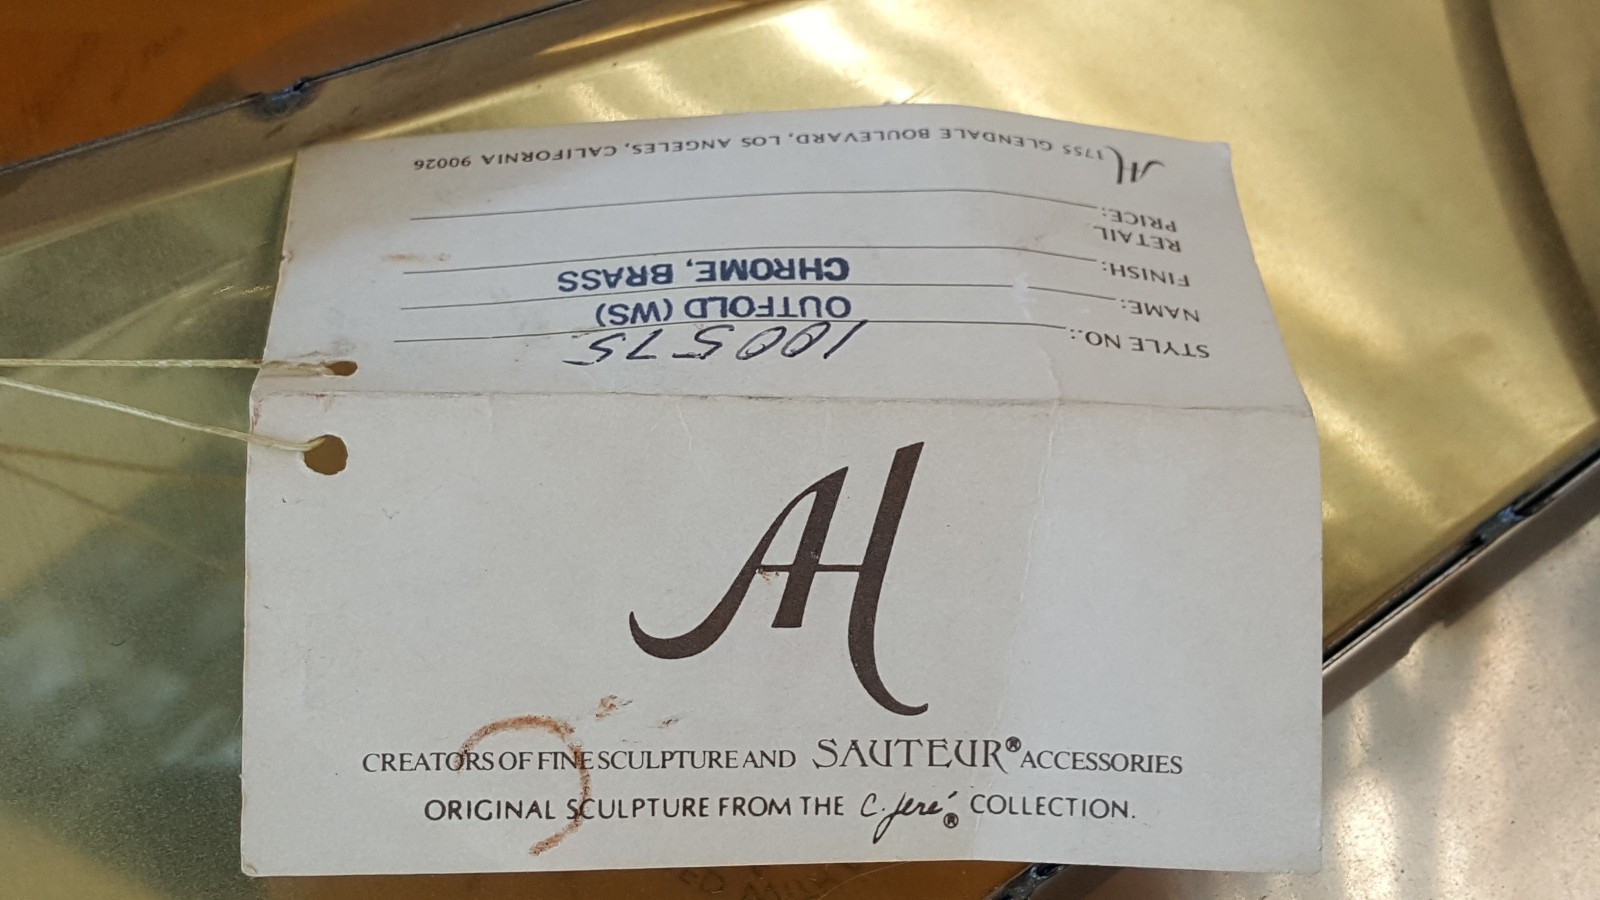 AH 1755 GLENDALE BOULEVARD, LOS ANGELES, CALIFORNIA 90026
RETAIL
PRICE:
FINISH: CHROME, BRASS
NAME: OUTFOLD (WS)
STYLE NO.: 100575
AH
CREATORS OF FINE SCULPTURE AND SAUTEUR® ACCESSORIES
ORIGINAL SCULPTURE FROM THE C. Jeré® COLLECTION.